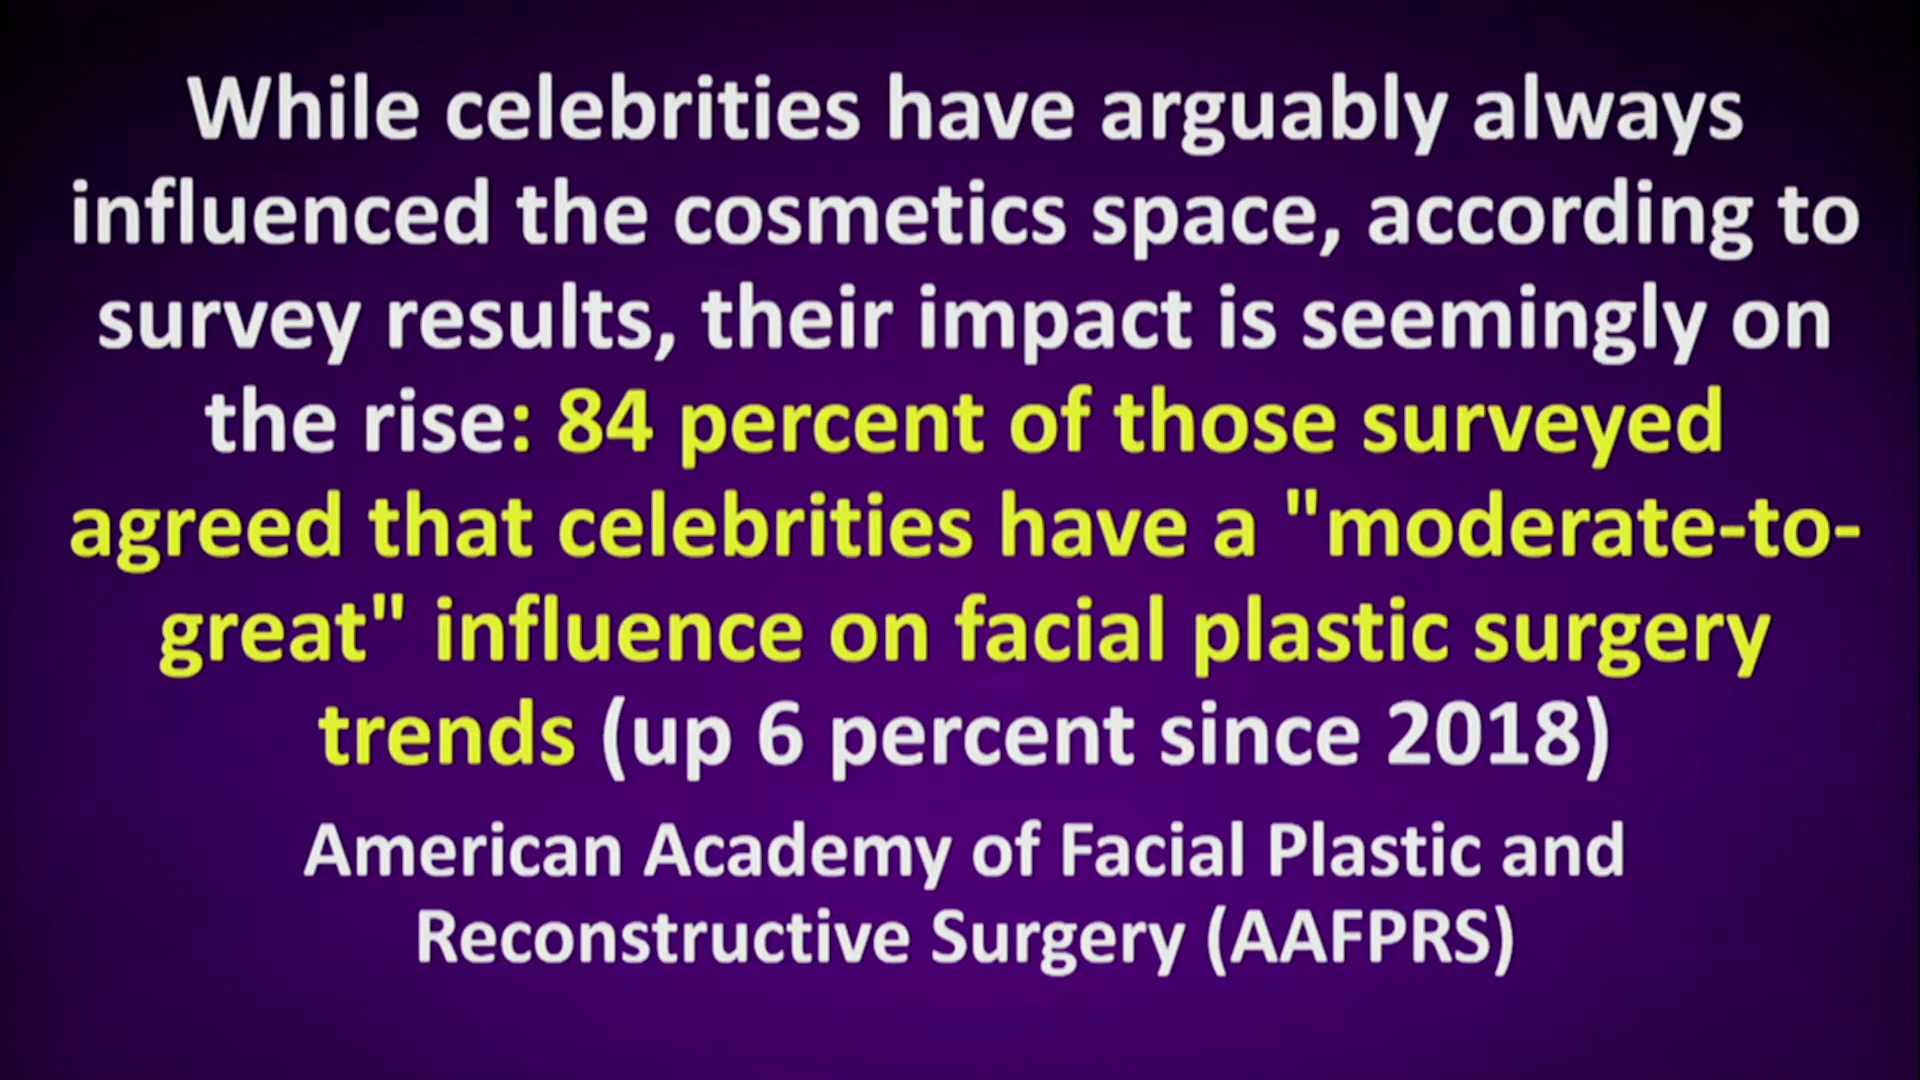 While celebrities have arguably always
influenced the cosmetics space, according to
survey results, their impact is seemingly on
the rise: 84 percent of those surveyed
agreed that celebrities have a "moderate-to-
great" influence on facial plastic surgery
trends (up 6 percent since 2018)
American Academy of Facial Plastic and
Reconstructive Surgery (AAFPRS)